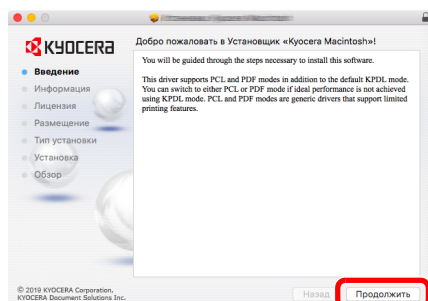 KYOCERA
Добро пожаловать в Установщик «Kyocera Macintosh»!
Введение
Информация
Лицензия
Размещение
Тип установки
Установка
Обзор
You will be guided through the steps necessary to install this software.
This driver supports PCL and PDF modes in addition to the default KPDL mode.
You can switch to either PCL or PDF mode if ideal performance is not achieved
using KPDL mode. PCL and PDF modes are generic drivers that support limited
printing features.
© 2019 KYOCERA Corporation,
KYOCERA Document Solutions Inc.
Назад
Продолжить